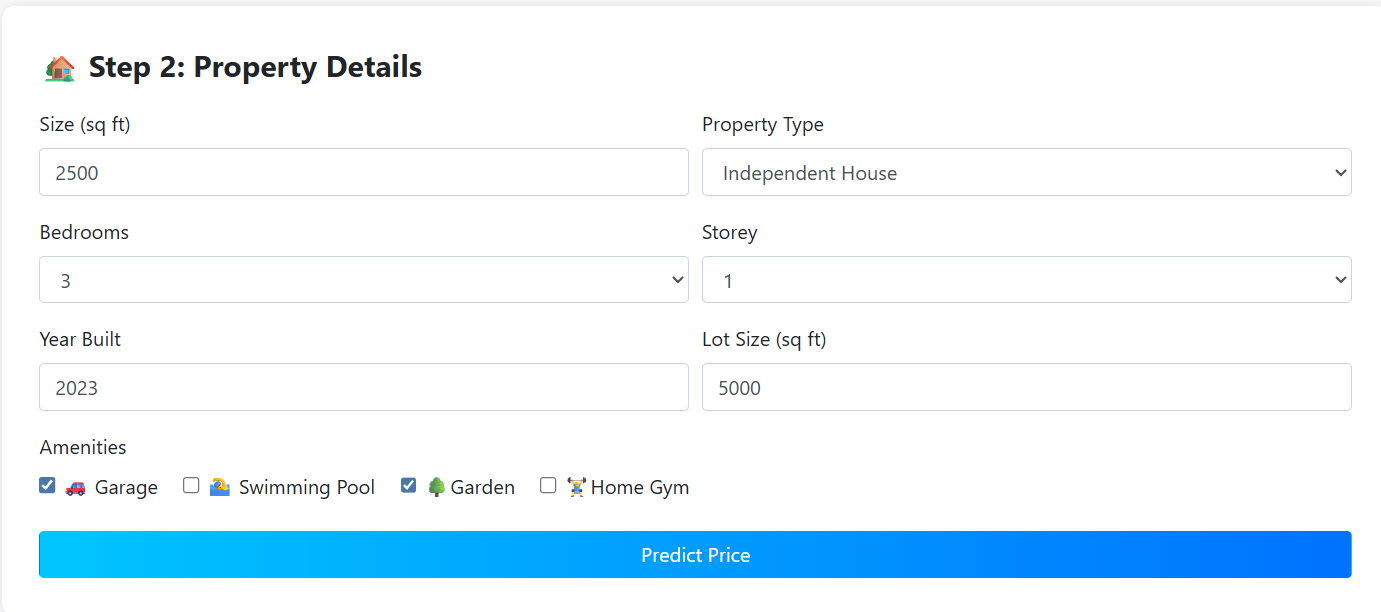 Step 2: Property Details
Size (sq ft) Property Type
2500 Independent House
Bedrooms Storey
3 1
Year Built Lot Size (sq ft)
2023 5000
Amenities
Garage Swimming Pool Garden Home Gym
Predict Price